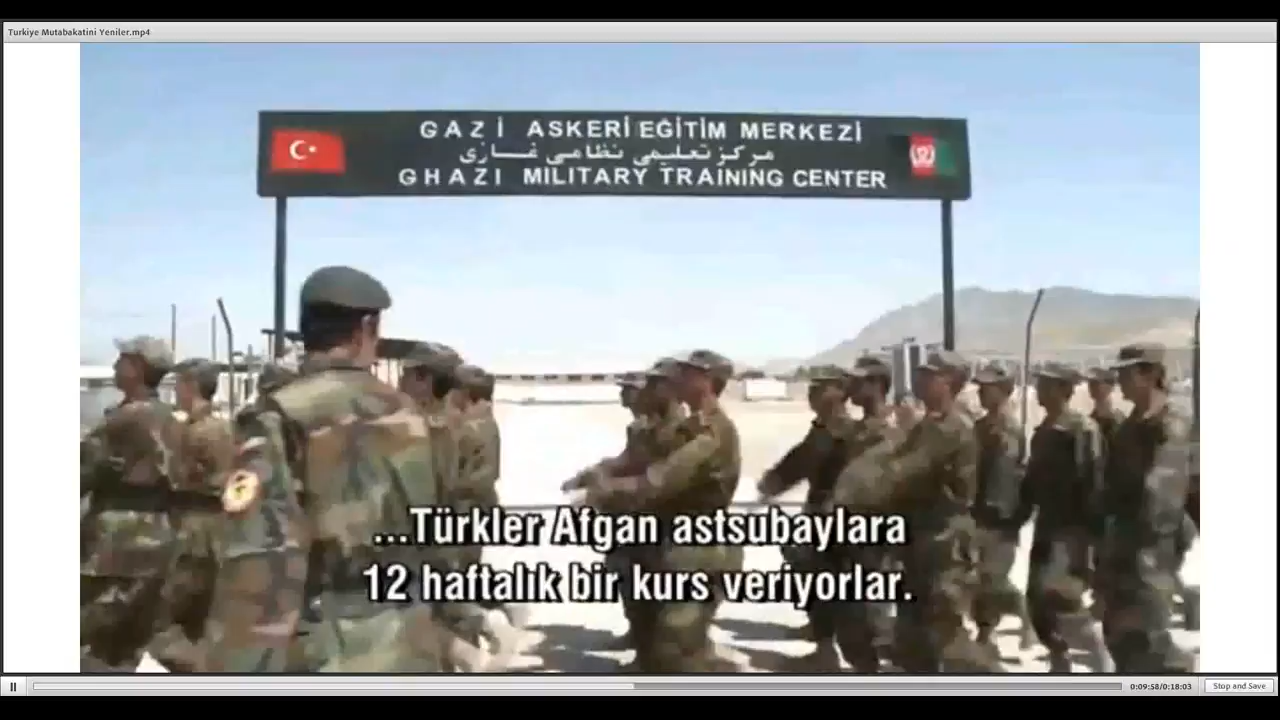 Turkiye Mutabakatini Yeniler.mp4
GAZİ ASKERİ EĞİTİM MERKEZİ
مرکز تعلیمی نظامی غازی
GHAZI MILITARY TRAINING CENTER
...Türkler Afgan astsubaylara
12 haftalık bir kurs veriyorlar.
0:09:58/0:18:03
Stop and Save